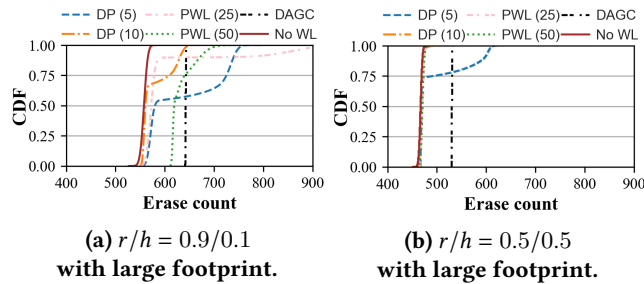 DP (5) PWL (25) DAGC
DP (10) PWL (50) No WL
CDF
1.00
0.75
0.50
0.25
0.00
400 500 600 700 800 900
Erase count
(a) r/h = 0.9/0.1
with large footprint.
DP (5) PWL (25) DAGC
DP (10) PWL (50) No WL
CDF
1.00
0.75
0.50
0.25
0.00
400 500 600 700 800 900
Erase count
(b) r/h = 0.5/0.5
with large footprint.